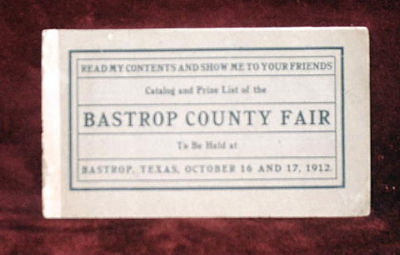 READ MY CONTENTS AND SHOW ME TO YOUR FRIENDS
Catalog and Prize List of the
BASTROP COUNTY FAIR
To Be Held at
BASTROP, TEXAS, OCTOBER 16 AND 17, 1912.